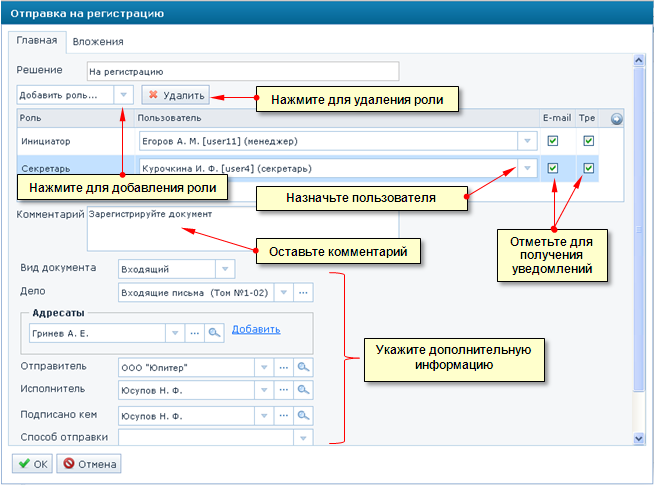 Отправка на регистрацию
Главная Вложения
Решение На регистрацию
Добавить роль... Удалить
Нажмите для удаления роли
Роль Пользователь E-mail Тре
Инициатор Егоров А. М. [user11] (менеджер)
Секретарь Курочкина И. Ф. [user4] (секретарь)
Нажмите для добавления роли
Назначьте пользователя
Комментарий Зарегистрируйте документ
Оставьте комментарий
Отметьте для
получения
уведомлений
Вид документа Входящий
Дело Входящие письма (Том №1-02)
Адресаты
Гринев А. Е. Добавить
Укажите дополнительную
информацию
Отправитель ООО "Юпитер"
Исполнитель Юсупов Н. Ф.
Подписано кем Юсупов Н. Ф.
Способ отправки
OK Отмена